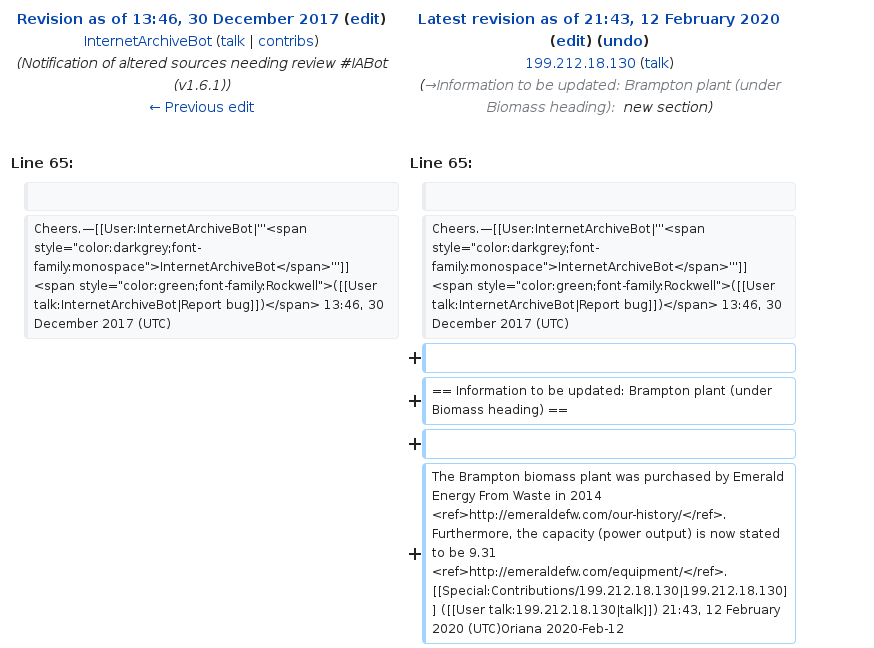 Revision as of 13:46, 30 December 2017 (edit)
InternetArchiveBot (talk | contribs)
(Notification of altered sources needing review #IABot
(v1.6.1))
← Previous edit
Latest revision as of 21:43, 12 February 2020
(edit) (undo)
199.212.18.130 (talk)
(→Information to be updated: Brampton plant (under
Biomass heading): new section)
Line 65:
Cheers.—[[User:InternetArchiveBot|'''<span
style="color:darkgrey;font-
family:monospace">InternetArchiveBot</span>''']]
<span style="color:green;font-family:Rockwell">([[User
talk:InternetArchiveBot|Report bug]])</span> 13:46, 30
December 2017 (UTC)
Line 65:
Cheers.—[[User:InternetArchiveBot|'''<span
style="color:darkgrey;font-
family:monospace">InternetArchiveBot</span>''']]
<span style="color:green;font-family:Rockwell">([[User
talk:InternetArchiveBot|Report bug]])</span> 13:46, 30
December 2017 (UTC)
+
+
== Information to be updated: Brampton plant (under
Biomass heading) ==
+
+
The Brampton biomass plant was purchased by Emerald
Energy From Waste in 2014
<ref>http://emeraldefw.com/our-history/</ref>.
Furthermore, the capacity (power output) is now stated
to be 9.31
<ref>http://emeraldefw.com/equipment/</ref>.
[[Special:Contributions/199.212.18.130|199.212.18.130]
] ([[User talk:199.212.18.130|talk]]) 21:43, 12 February
2020 (UTC)Oriana 2020-Feb-12